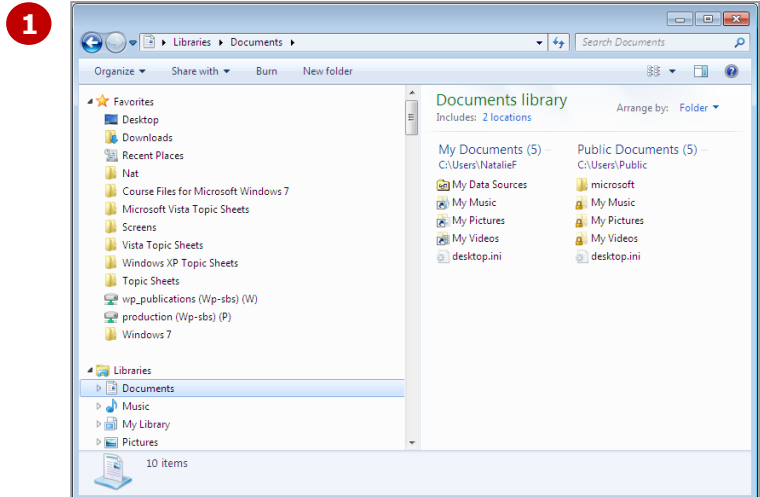 1
Libraries Documents
Search Documents
Organize Share with Burn New folder
Favorites
Desktop
Downloads
Recent Places
Nat
Course Files for Microsoft Windows 7
Microsoft Vista Topic Sheets
Screens
Vista Topic Sheets
Windows XP Topic Sheets
Topic Sheets
wp_publications (Wp-sbs) (W)
production (Wp-sbs) (P)
Windows 7
Libraries
Documents
Music
My Library
Pictures
Documents library
Includes: 2 locations
Arrange by: Folder
My Documents (5)
C:\Users\NatalieF
My Data Sources
My Music
My Pictures
My Videos
desktop.ini
Public Documents (5)
C:\Users\Public
microsoft
My Music
My Pictures
My Videos
desktop.ini
10 items